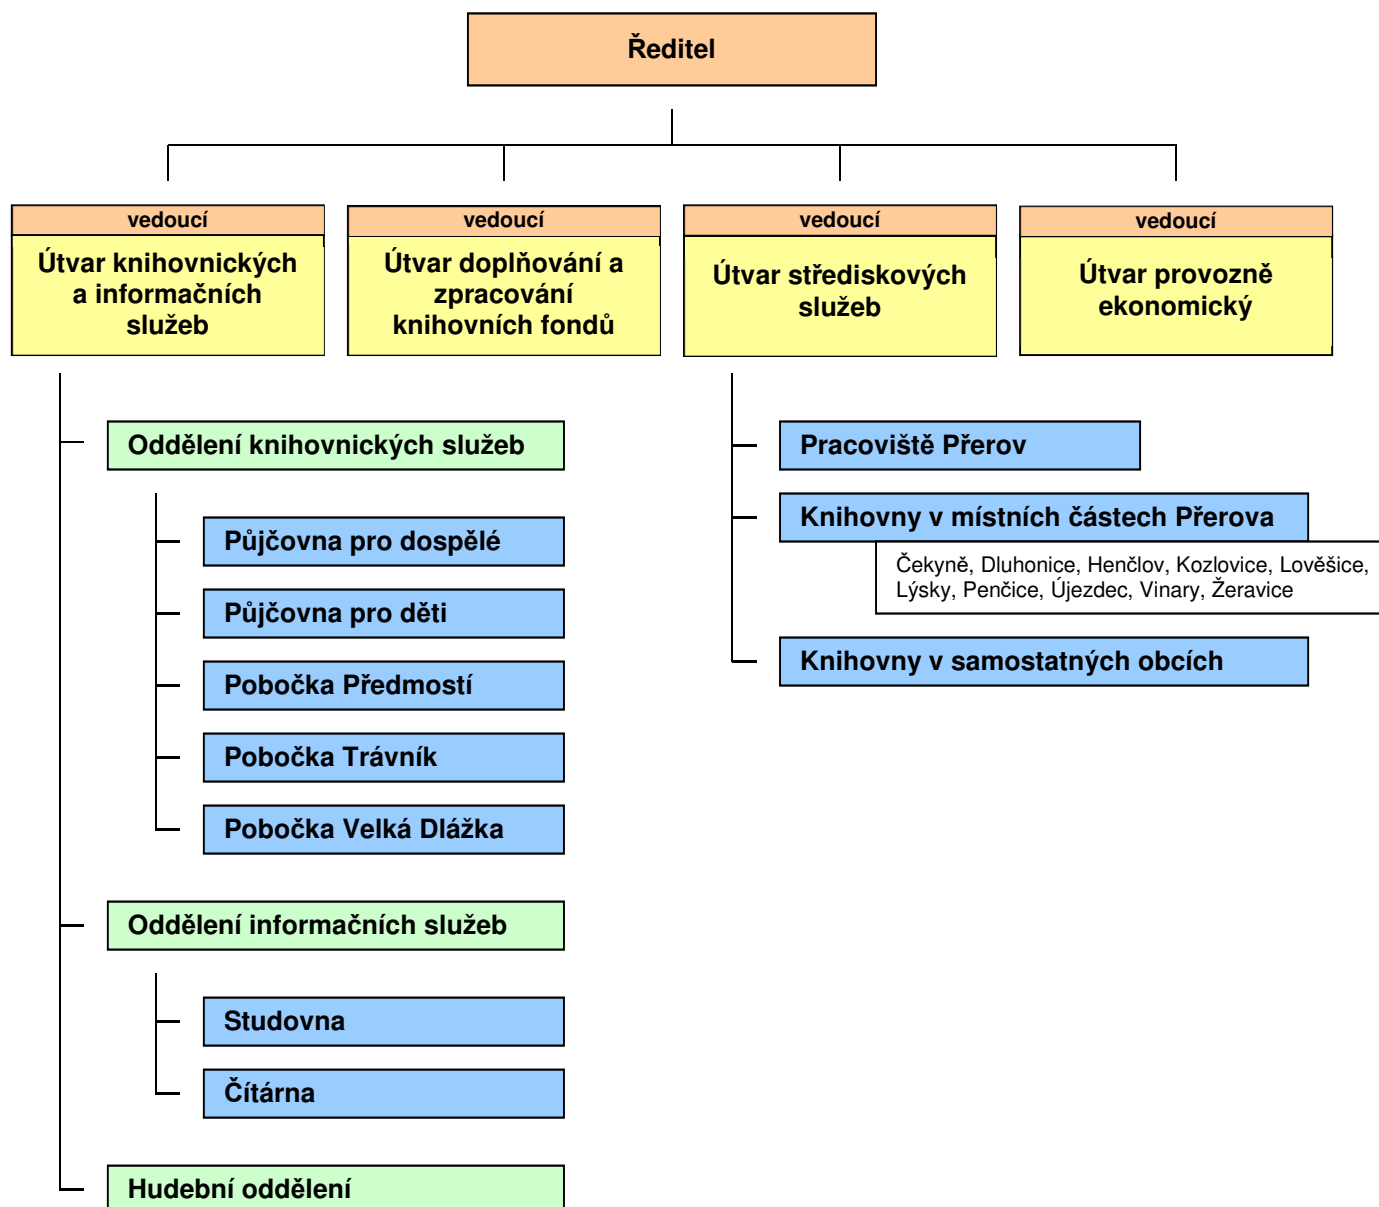 Ředitel
vedoucí
Útvar knihovnických
a informačních
služeb
vedoucí
Útvar doplňování a
zpracování
knihovních fondů
vedoucí
Útvar střediskových
služeb
vedoucí
Útvar provozně
ekonomický
Oddělení knihovnických služeb
Půjčovna pro dospělé
Půjčovna pro děti
Pobočka Předmostí
Pobočka Trávník
Pobočka Velká Dlážka
Oddělení informačních služeb
Studovna
Čítárna
Hudební oddělení
Pracoviště Přerov
Knihovny v místních částech Přerova
Čekyně, Dluhonice, Henčlov, Kozlovice, Lověšice,
Lýsky, Penčice, Újezdec, Vinary, Žeravice
Knihovny v samostatných obcích